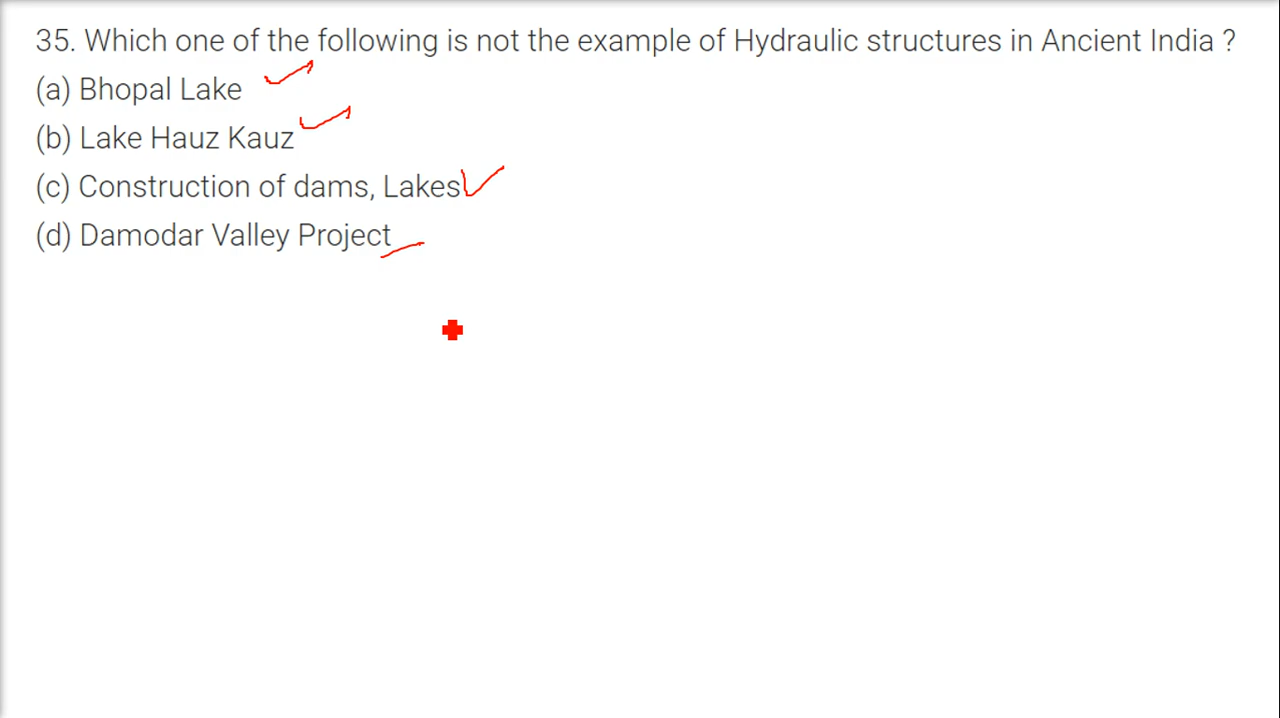 35. Which one of the following is not the example of Hydraulic structures in Ancient India ?
(a) Bhopal Lake
(b) Lake Hauz Kauz
(c) Construction of dams, Lakes
(d) Damodar Valley Project